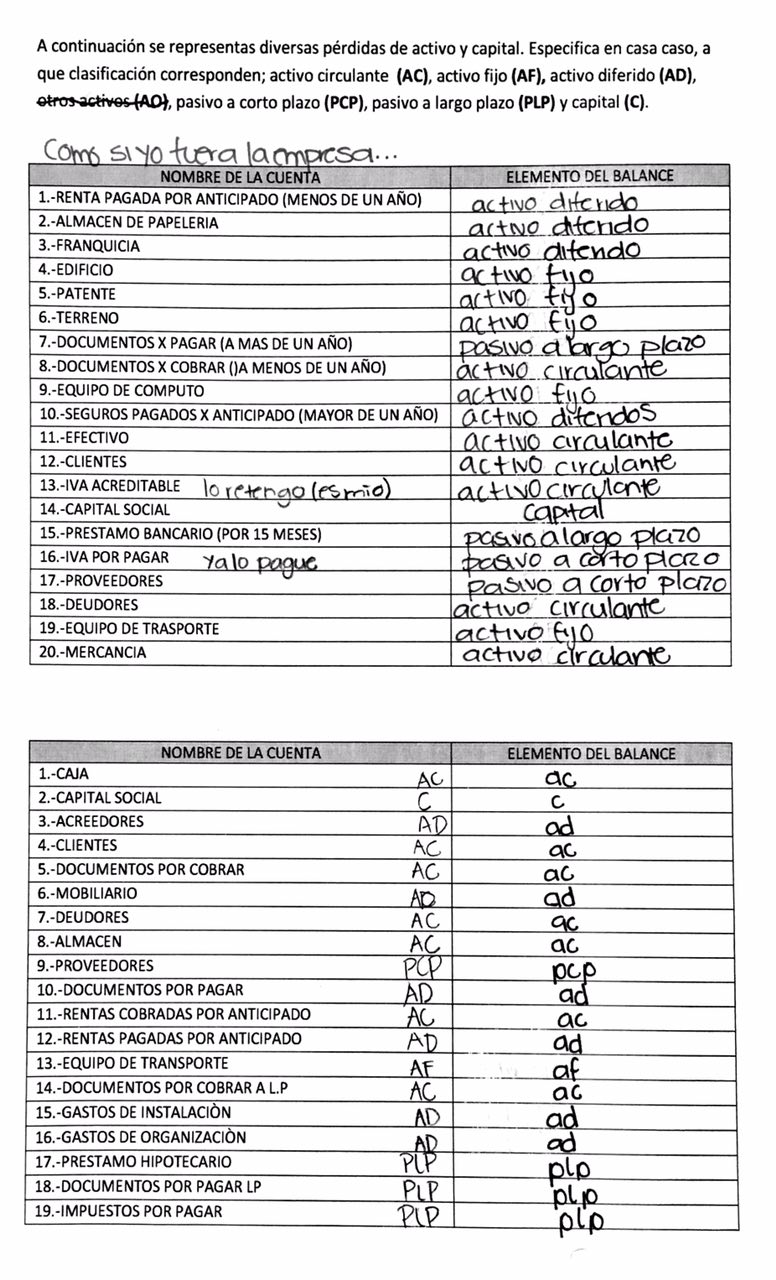 A continuación se representas diversas pérdidas de activo y capital. Especifica en casa caso, a
que clasificación corresponden; activo circulante (AC), activo fijo (AF), activo diferido (AD),
otros activos (AO), pasivo a corto plazo (PCP), pasivo a largo plazo (PLP) y capital (C).
Como si yo fuera la empresa...
NOMBRE DE LA CUENTA ELEMENTO DEL BALANCE
1.-RENTA PAGADA POR ANTICIPADO (MENOS DE UN AÑO) activo diferido
2.-ALMACEN DE PAPELERIA activo diferido
3.-FRANQUICIA activo diferido
4.-EDIFICIO activo fijo
5.-PATENTE activo fijo
6.-TERRENO activo fijo
7.-DOCUMENTOS X PAGAR (A MAS DE UN AÑO) pasivo a largo plazo
8.-DOCUMENTOS X COBRAR ()A MENOS DE UN AÑO) activo circulante
9.-EQUIPO DE COMPUTO activo fijo
10.-SEGUROS PAGADOS X ANTICIPADO (MAYOR DE UN AÑO) activo diferidos
11.-EFECTIVO activo circulante
12.-CLIENTES activo circulante
13.-IVA ACREDITABLE lo retengo (es mio) activo circulante
14.-CAPITAL SOCIAL capital
15.-PRESTAMO BANCARIO (POR 15 MESES) pasivo a largo plazo
16.-IVA POR PAGAR ya lo pague pasivo a corto plazo
17.-PROVEEDORES pasivo a corto plazo
18.-DEUDORES activo circulante
19.-EQUIPO DE TRASPORTE activo fijo
20.-MERCANCIA activo circulante
NOMBRE DE LA CUENTA ELEMENTO DEL BALANCE
1.-CAJA AC ac
2.-CAPITAL SOCIAL C c
3.-ACREEDORES AD ad
4.-CLIENTES AC ac
5.-DOCUMENTOS POR COBRAR AC ac
6.-MOBILIARIO AD ad
7.-DEUDORES AC ac
8.-ALMACEN AC ac
9.-PROVEEDORES PCP pcp
10.-DOCUMENTOS POR PAGAR AD ad
11.-RENTAS COBRADAS POR ANTICIPADO AC ac
12.-RENTAS PAGADAS POR ANTICIPADO AD ad
13.-EQUIPO DE TRANSPORTE AF af
14.-DOCUMENTOS POR COBRAR A L.P AC ac
15.-GASTOS DE INSTALACIÒN AD ad
16.-GASTOS DE ORGANIZACIÒN AD ad
17.-PRESTAMO HIPOTECARIO PLP plp
18.-DOCUMENTOS POR PAGAR LP PLP plp
19.-IMPUESTOS POR PAGAR PLP plp